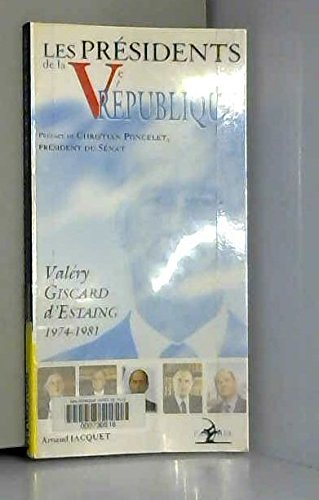 LES PRÉSIDENTS
de la Ve
RÉPUBLIQUE
PRÉFACE DE CHRISTIAN PONCELET,
PRÉSIDENT DU SÉNAT
Valéry
GISCARD
d'ESTAING
1974-1981
Arnaud JACQUET